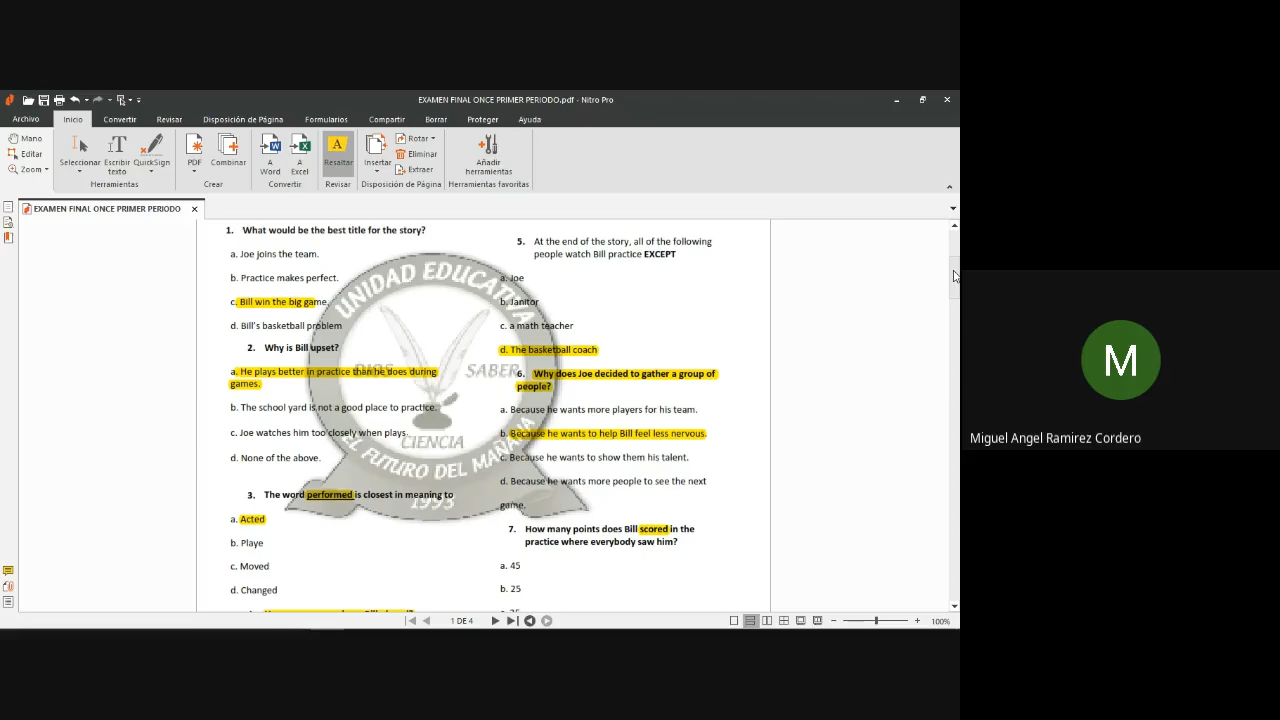 EXAMEN FINAL ONCE PRIMER PERIODO.pdf - Nitro Pro
Archivo Inicio Convertir Revisar Disposición de Página Formularios Compartir Borrar Proteger Ayuda
Mano
Editar
Zoom
Seleccionar
Escribir texto
QuickSign
Herramientas
PDF
Combinar
Crear
A Word
A Excel
Convertir
Resaltar
Revisar
Insertar
Rotar
Eliminar
Extraer
Disposición de Página
Añadir herramientas
Herramientas favoritas
EXAMEN FINAL ONCE PRIMER PERIODO
1. What would be the best title for the story?
a. Joe joins the team.
b. Practice makes perfect.
c. Bill win the big game.
d. Bill's basketball problem
2. Why is Bill upset?
a. He plays better in practice than he does during
games.
b. The school yard is not a good place to practice.
c. Joe watches him too closely when plays.
d. None of the above.
3. The word performed is closest in meaning to
a. Acted
b. Playe
c. Moved
d. Changed
5. At the end of the story, all of the following
people watch Bill practice EXCEPT
a. Joe
b. Janitor
c. a math teacher
d. The basketball coach
6. Why does Joe decided to gather a group of
people?
a. Because he wants more players for his team.
b. Because he wants to help Bill feel less nervous.
c. Because he wants to show them his talent.
d. Because he wants more people to see the next
game.
7. How many points does Bill scored in the
practice where everybody saw him?
a. 45
b. 25
UNIDAD EDUCATIVA
DIOS
SABER
CIENCIA
EL FUTURO DEL MAÑANA
1993
1 DE 4
100%
M
Miguel Angel Ramirez Cordero